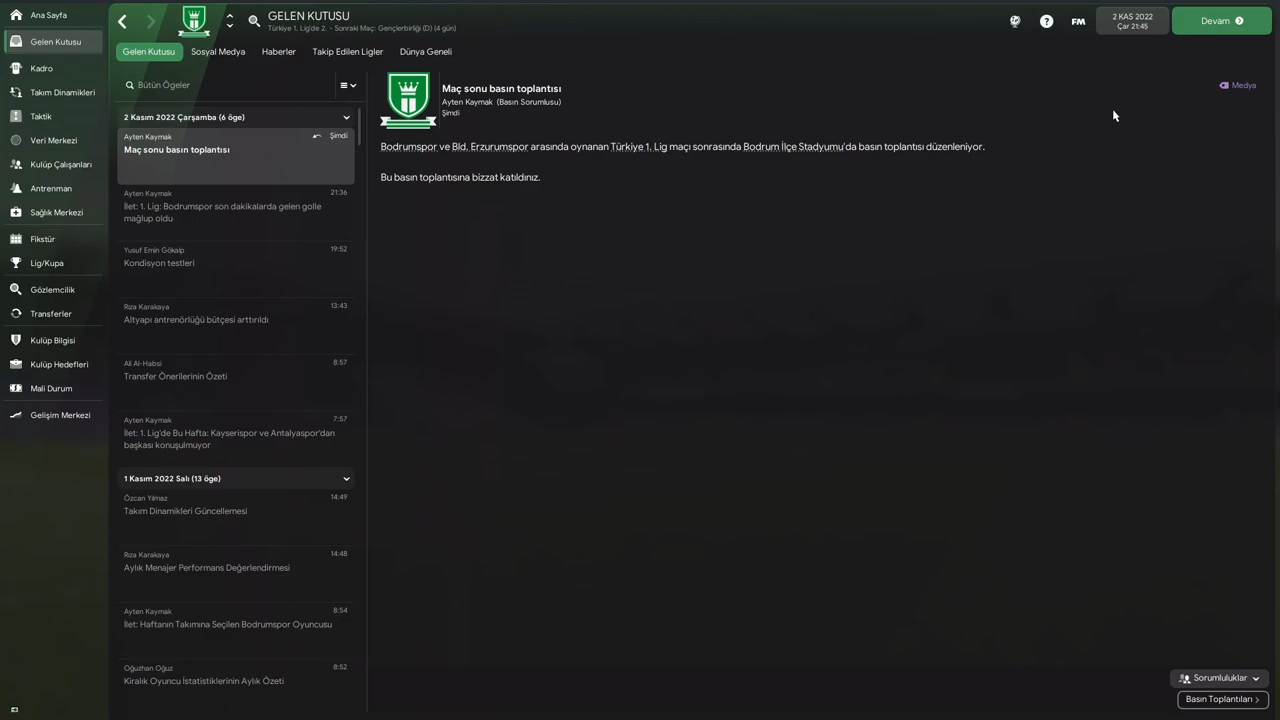 Ana Sayfa
Gelen Kutusu
Kadro
Takım Dinamikleri
Taktik
Veri Merkezi
Kulüp Çalışanları
Antrenman
Sağlık Merkezi
Fikstür
Lig/Kupa
Gözlemcilik
Transferler
Kulüp Bilgisi
Kulüp Hedefleri
Mali Durum
Gelişim Merkezi
GELEN KUTUSU
Türkiye 1. Lig'de 2. - Sonraki Maç: Gençlerbirliği (D) (4 gün)
FM
2 KAS 2022
Çar 21:45
Devam
Gelen Kutusu Sosyal Medya Haberler Takip Edilen Ligler Dünya Geneli
Bütün Ögeler
2 Kasım 2022 Çarşamba (6 öge)
Ayten Kaymak Şimdi
Maç sonu basın toplantısı
Ayten Kaymak 21:36
İlet: 1. Lig: Bodrumspor son dakikalarda gelen golle
mağlup oldu
Yusuf Emin Gökalp 19:52
Kondisyon testleri
Rıza Karakaya 13:43
Altyapı antrenörlüğü bütçesi arttırıldı
Ali Al-Habsi 8:57
Transfer Önerilerinin Özeti
Ayten Kaymak 7:57
İlet: 1. Lig'de Bu Hafta: Kayserispor ve Antalyaspor'dan
başkası konuşulmuyor
1 Kasım 2022 Salı (13 öge)
Özcan Yılmaz 14:49
Takım Dinamikleri Güncellemesi
Rıza Karakaya 14:48
Aylık Menajer Performans Değerlendirmesi
Ayten Kaymak 8:54
İlet: Haftanın Takımına Seçilen Bodrumspor Oyuncusu
Oğuzhan Oğuz 8:52
Kiralık Oyuncu İstatistiklerinin Aylık Özeti
Maç sonu basın toplantısı
Ayten Kaymak (Basın Sorumlusu)
Şimdi
Medya
Bodrumspor ve Bld. Erzurumspor arasında oynanan Türkiye 1. Lig maçı sonrasında Bodrum İlçe Stadyumu'da basın toplantısı düzenleniyor.
Bu basın toplantısına bizzat katıldınız.
Sorumluluklar
Basın Toplantıları